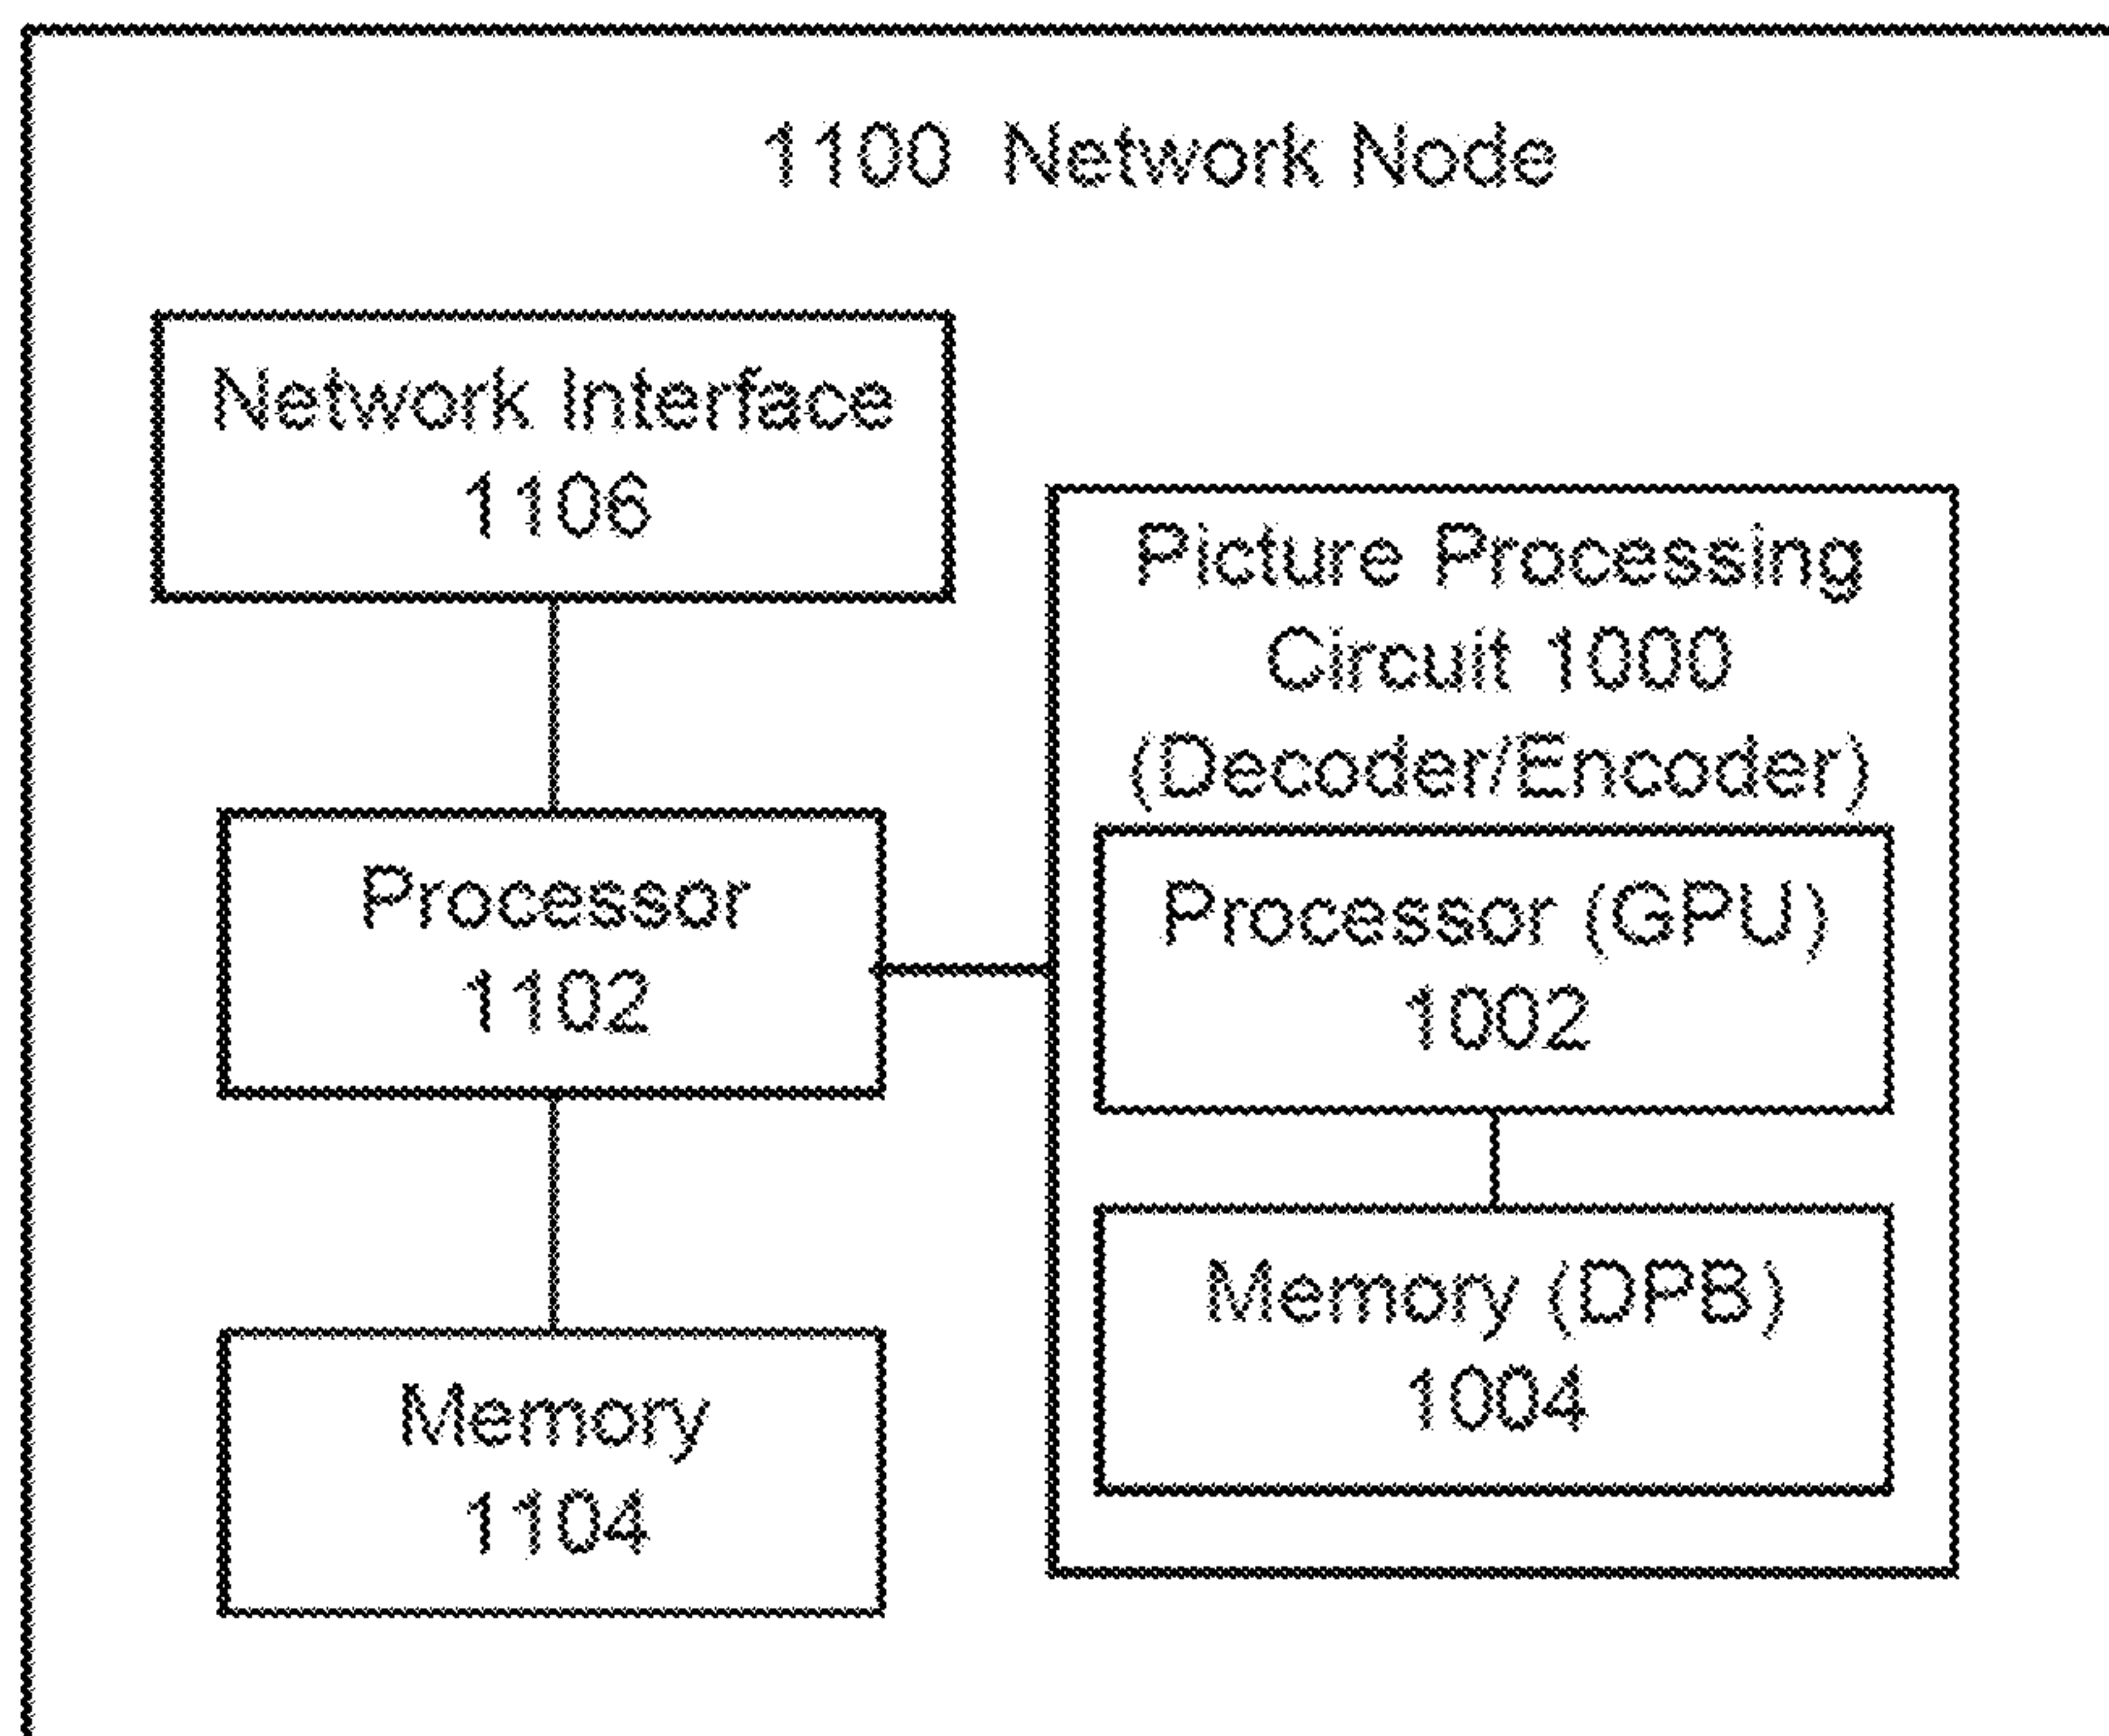 1100 Network Node
Network Interface
1106
Picture Processing
Circuit 1000
(Decoder/Encoder)
Processor
1102
Processor (GPU)
1002
Memory (DPB)
1004
Memory
1104